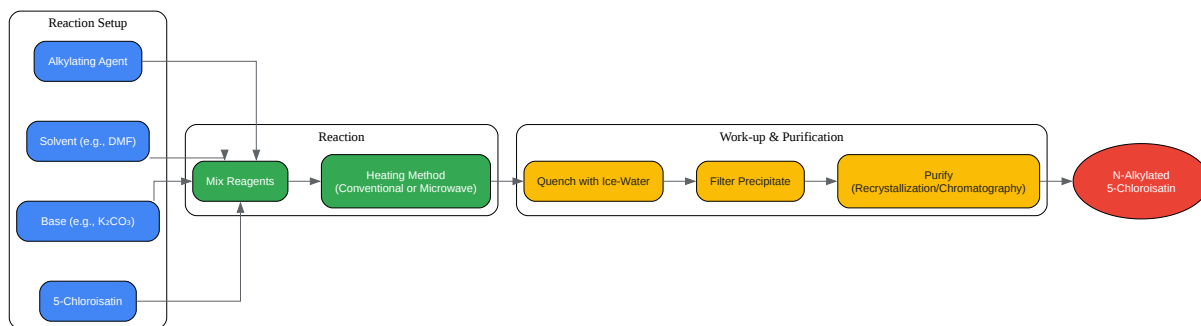 Reaction Setup
Alkylating Agent
Solvent (e.g., DMF)
Base (e.g., K₂CO₃)
5-Chloroisatin
Reaction
Mix Reagents
Heating Method
(Conventional or Microwave)
Work-up & Purification
Quench with Ice-Water
Filter Precipitate
Purify
(Recrystallization/Chromatography)
N-Alkylated
5-Chloroisatin